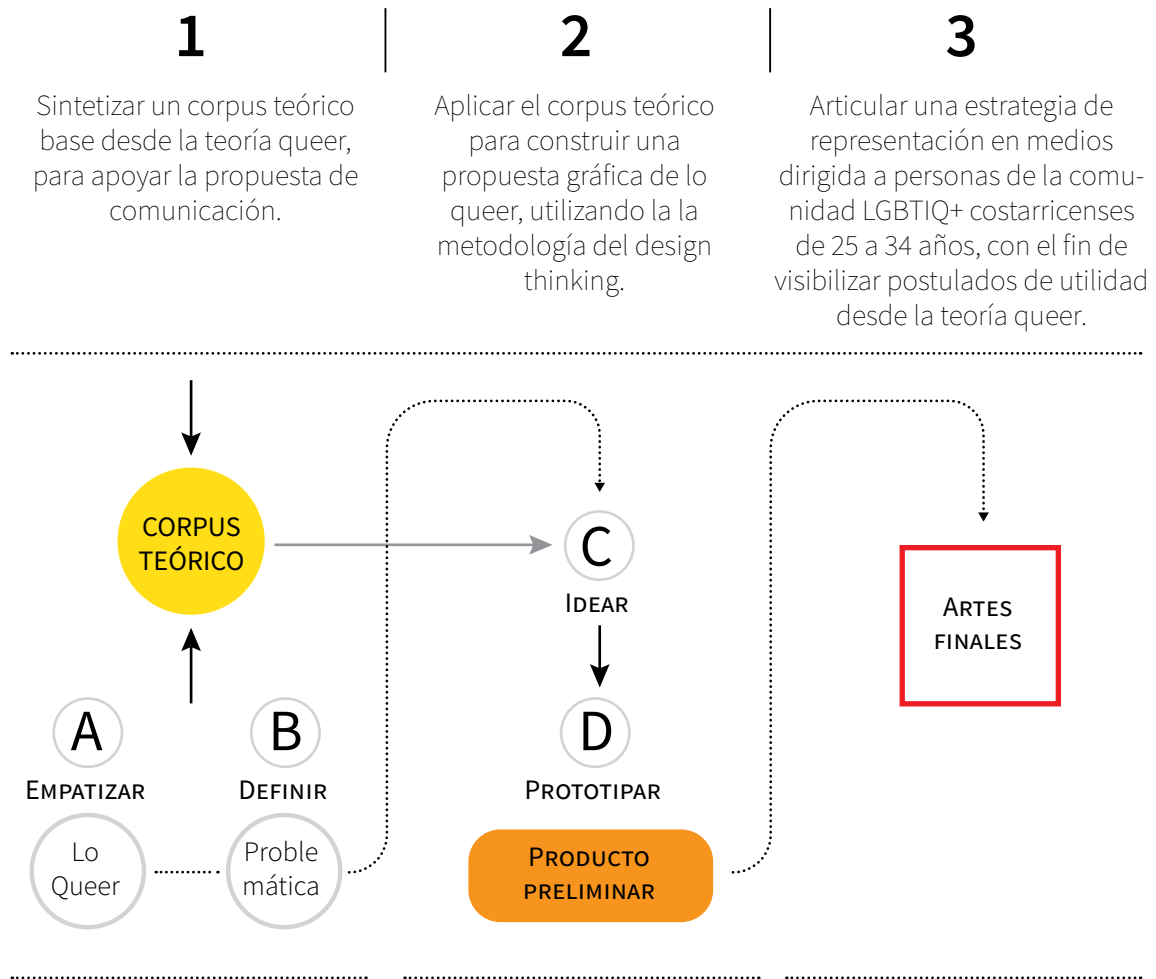 1
Sintetizar un corpus teórico
base desde la teoría queer,
para apoyar la propuesta de
comunicación.
2
Aplicar el corpus teórico
para construir una
propuesta gráfica de lo
queer, utilizando la la
metodología del design
thinking.
3
Articular una estrategia de
representación en medios
dirigida a personas de la comu-
nidad LGBTIQ+ costarricenses
de 25 a 34 años, con el fin de
visibilizar postulados de utilidad
desde la teoría queer.
CORPUS
TEÓRICO
A
EMPATIZAR
Lo
Queer
B
DEFINIR
Proble
mática
C
IDEAR
D
PROTOTIPAR
PRODUCTO
PRELIMINAR
ARTES
FINALES